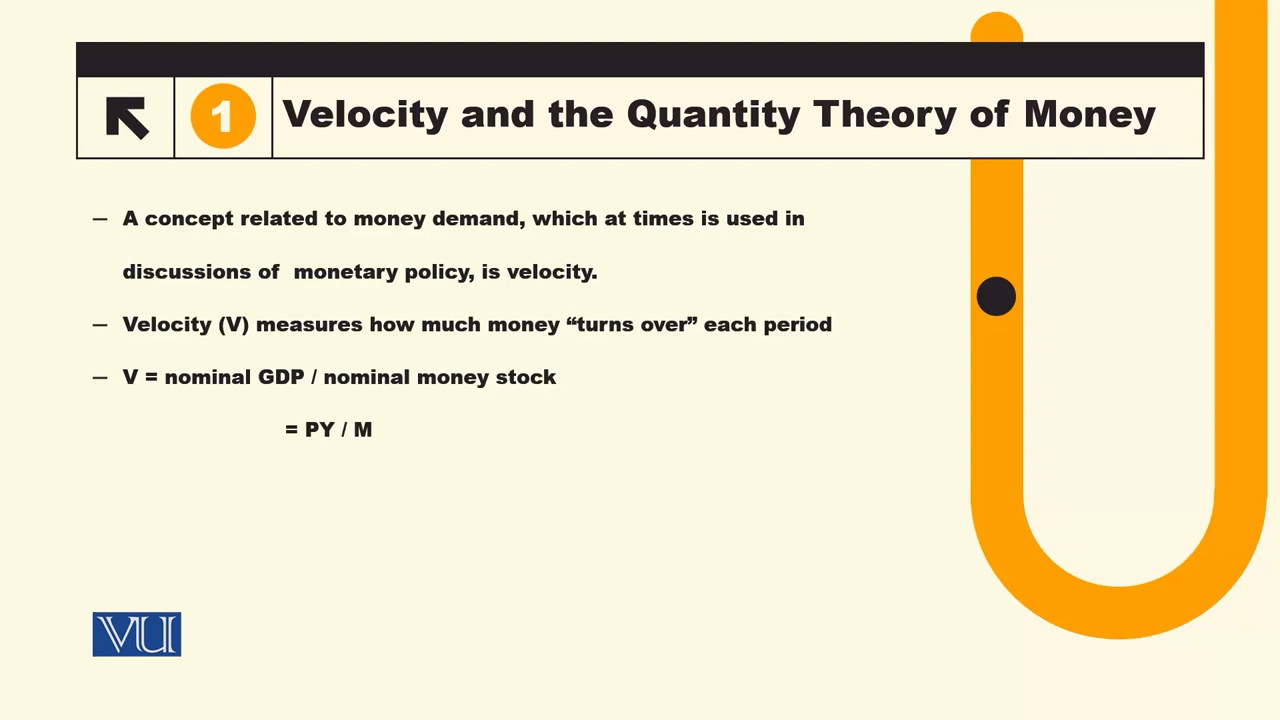 1 Velocity and the Quantity Theory of Money
– A concept related to money demand, which at times is used in
discussions of monetary policy, is velocity.
– Velocity (V) measures how much money “turns over” each period
– V = nominal GDP / nominal money stock
= PY / M
VU